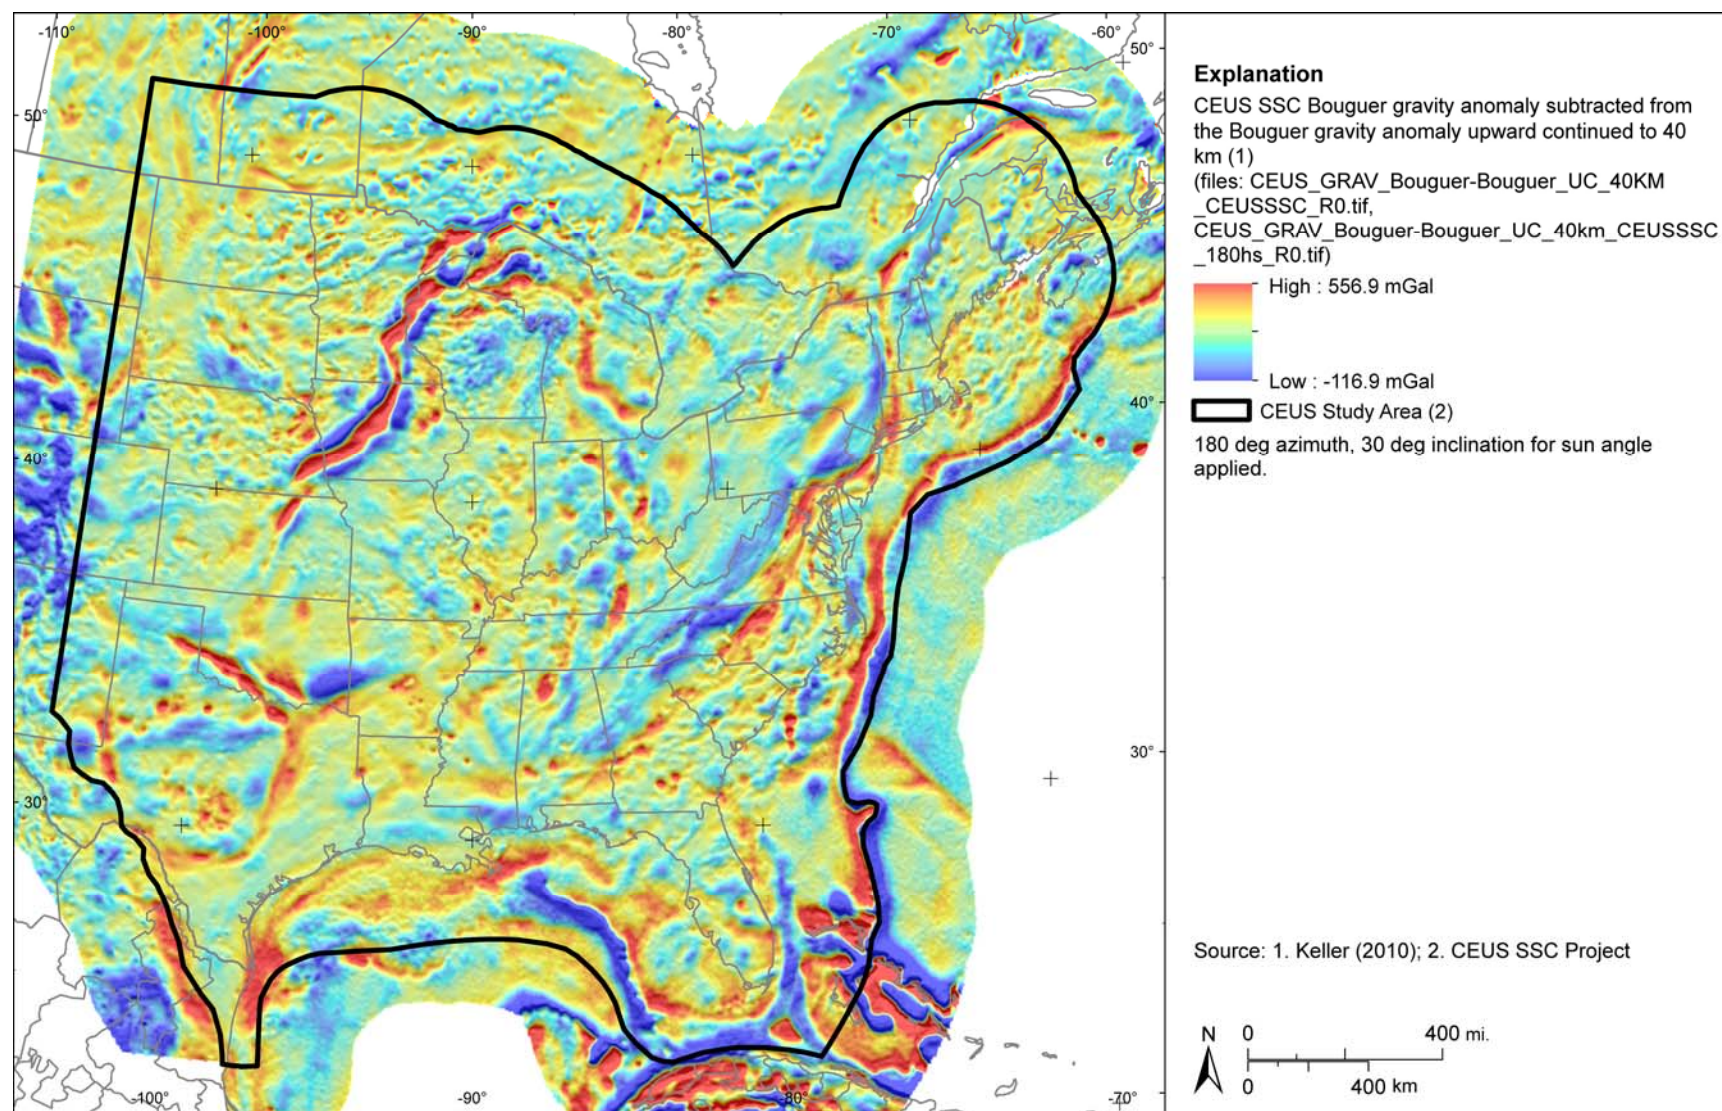 -110°
-100°
-90°
-80°
-70°
-60°
50°
50°
40°
40°
30°
30°
-100°
-90°
-80°
-70°
Explanation
CEUS SSC Bouguer gravity anomaly subtracted from
the Bouguer gravity anomaly upward continued to 40
km (1)
(files: CEUS_GRAV_Bouguer-Bouguer_UC_40KM
_CEUSSSC_R0.tif,
CEUS_GRAV_Bouguer-Bouguer_UC_40km_CEUSSSC
_180hs_R0.tif)
High : 556.9 mGal
Low : -116.9 mGal
CEUS Study Area (2)
180 deg azimuth, 30 deg inclination for sun angle
applied.
Source: 1. Keller (2010); 2. CEUS SSC Project
N
0 400 mi.
0 400 km